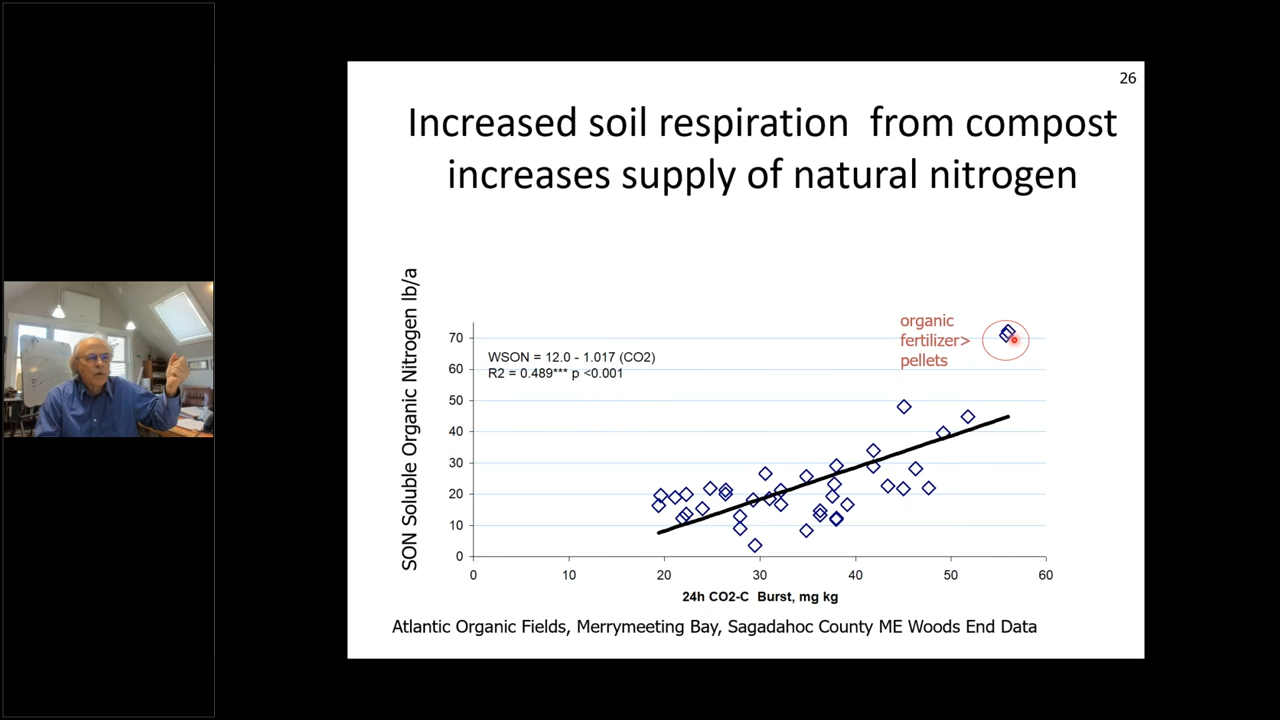 26
Increased soil respiration  from compost
increases supply of natural nitrogen
SON Soluble Organic Nitrogen lb/a
WSON = 12.0 - 1.017 (CO2)
R2 = 0.489*** p <0.001
organic
fertilizer>
pellets
70
60
50
40
30
20
10
0
0 10 20 30 40 50 60
24h CO2-C  Burst, mg kg
Atlantic Organic Fields, Merrymeeting Bay, Sagadahoc County ME Woods End Data